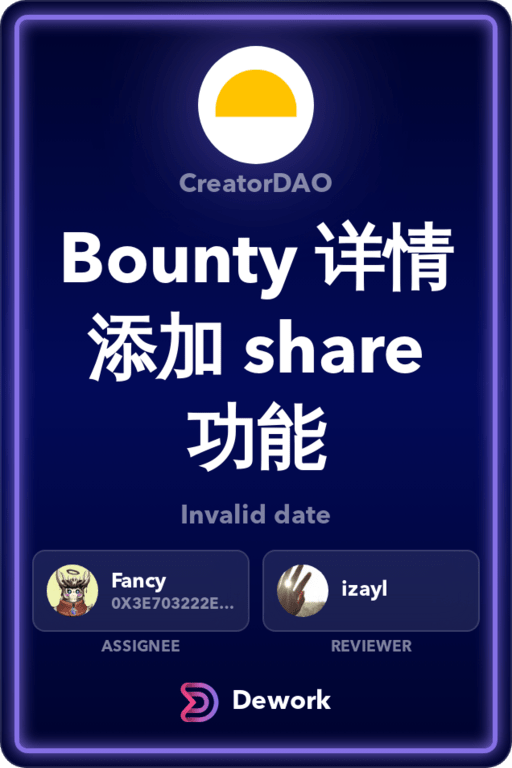 CreatorDAO
Bounty 详情
添加 share
功能
Invalid date
Fancy
0X3E703222E...
izayl
ASSIGNEE
REVIEWER
Dework